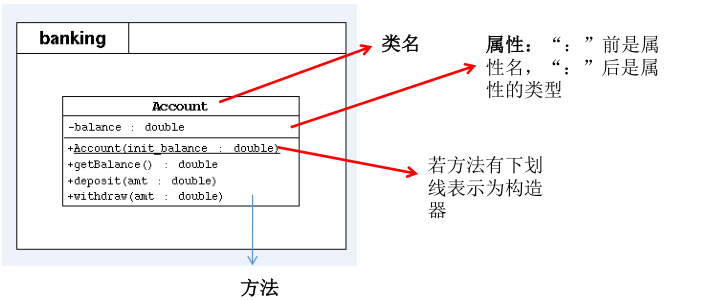 banking
类名
属性：“：”前是属
性名，“：”后是属
性的类型
Account
-balance : double
+Account(init_balance : double)
+getBalance() : double
+deposit(amt : double)
+withdraw(amt : double)
若方法有下划
线表示为构造
器
方法